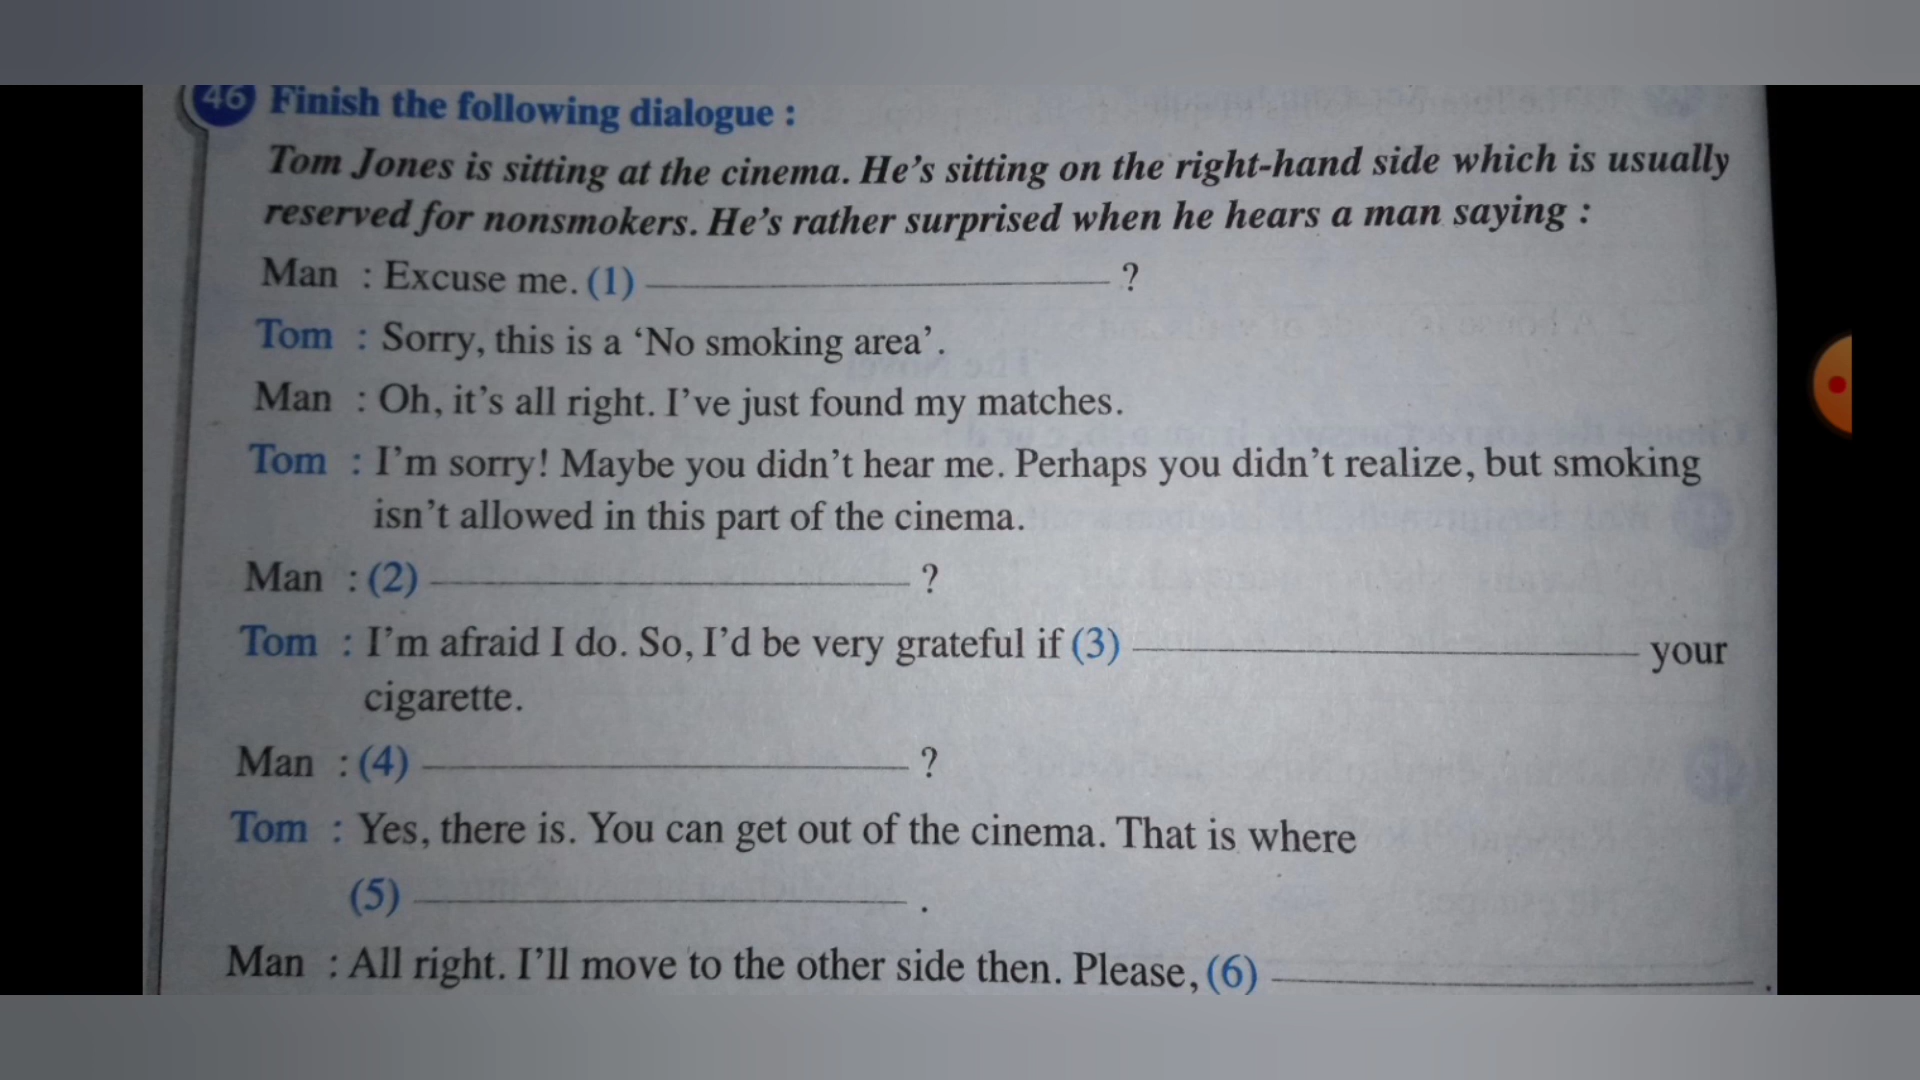 46 Finish the following dialogue :
Tom Jones is sitting at the cinema. He's sitting on the right-hand side which is usually
reserved for nonsmokers. He's rather surprised when he hears a man saying :
Man : Excuse me. (1) ?
Tom : Sorry, this is a 'No smoking area'.
Man : Oh, it's all right. I've just found my matches.
Tom : I'm sorry! Maybe you didn't hear me. Perhaps you didn't realize, but smoking
isn't allowed in this part of the cinema.
Man : (2) ?
Tom : I'm afraid I do. So, I'd be very grateful if (3) your
cigarette.
Man : (4) ?
Tom : Yes, there is. You can get out of the cinema. That is where
(5) .
Man : All right. I'll move to the other side then. Please, (6) .